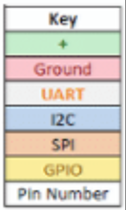 Key
+
Ground
UART
I2C
SPI
GPIO
Pin Number